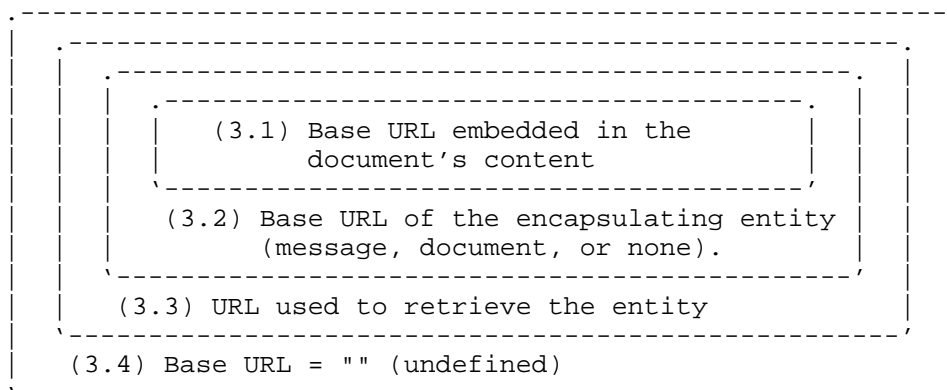 (3.1) Base URL embedded in the
document's content
(3.2) Base URL of the encapsulating entity
(message, document, or none).
(3.3) URL used to retrieve the entity
(3.4) Base URL = "" (undefined)